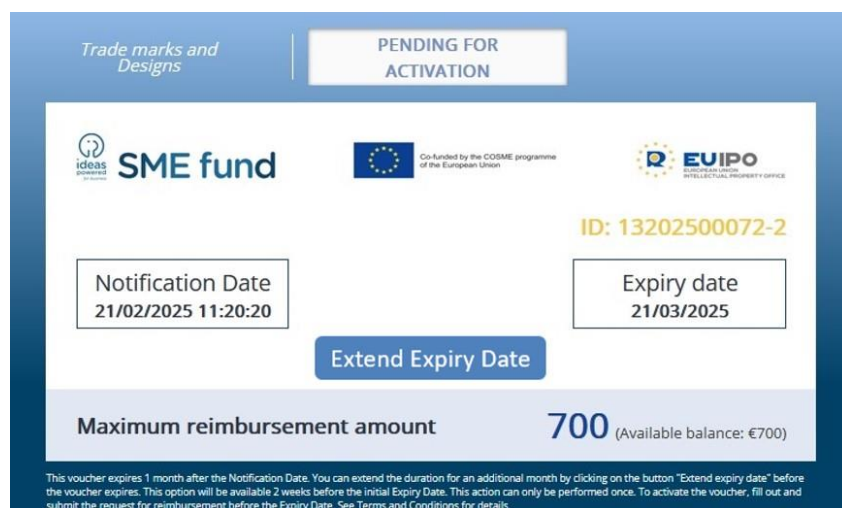 Trade marks and
Designs
PENDING FOR
ACTIVATION
ideas
powered
for business
SME fund
Co-funded by the COSME programme
of the European Union
EUIPO
EUROPEAN UNION
INTELLECTUAL PROPERTY OFFICE
ID: 13202500072-2
Notification Date
21/02/2025 11:20:20
Expiry date
21/03/2025
Extend Expiry Date
Maximum reimbursement amount
700 (Available balance: €700)
This voucher expires 1 month after the Notification Date. You can extend the duration for an additional month by clicking on the button "Extend expiry date" before
the voucher expires. This option will be available 2 weeks before the initial Expiry Date. This action can only be performed once. To activate the voucher, fill out and
submit the request for reimbursement before the Expiry Date. See Terms and Conditions for details.